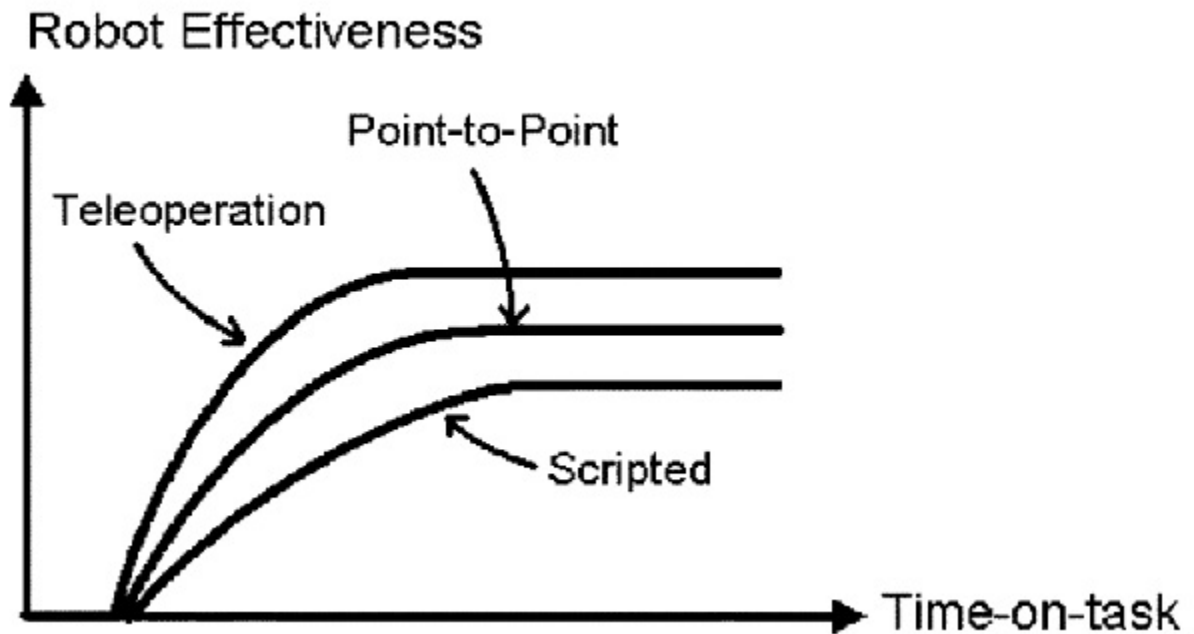 Robot Effectiveness
Point-to-Point
Teleoperation
Scripted
Time-on-task